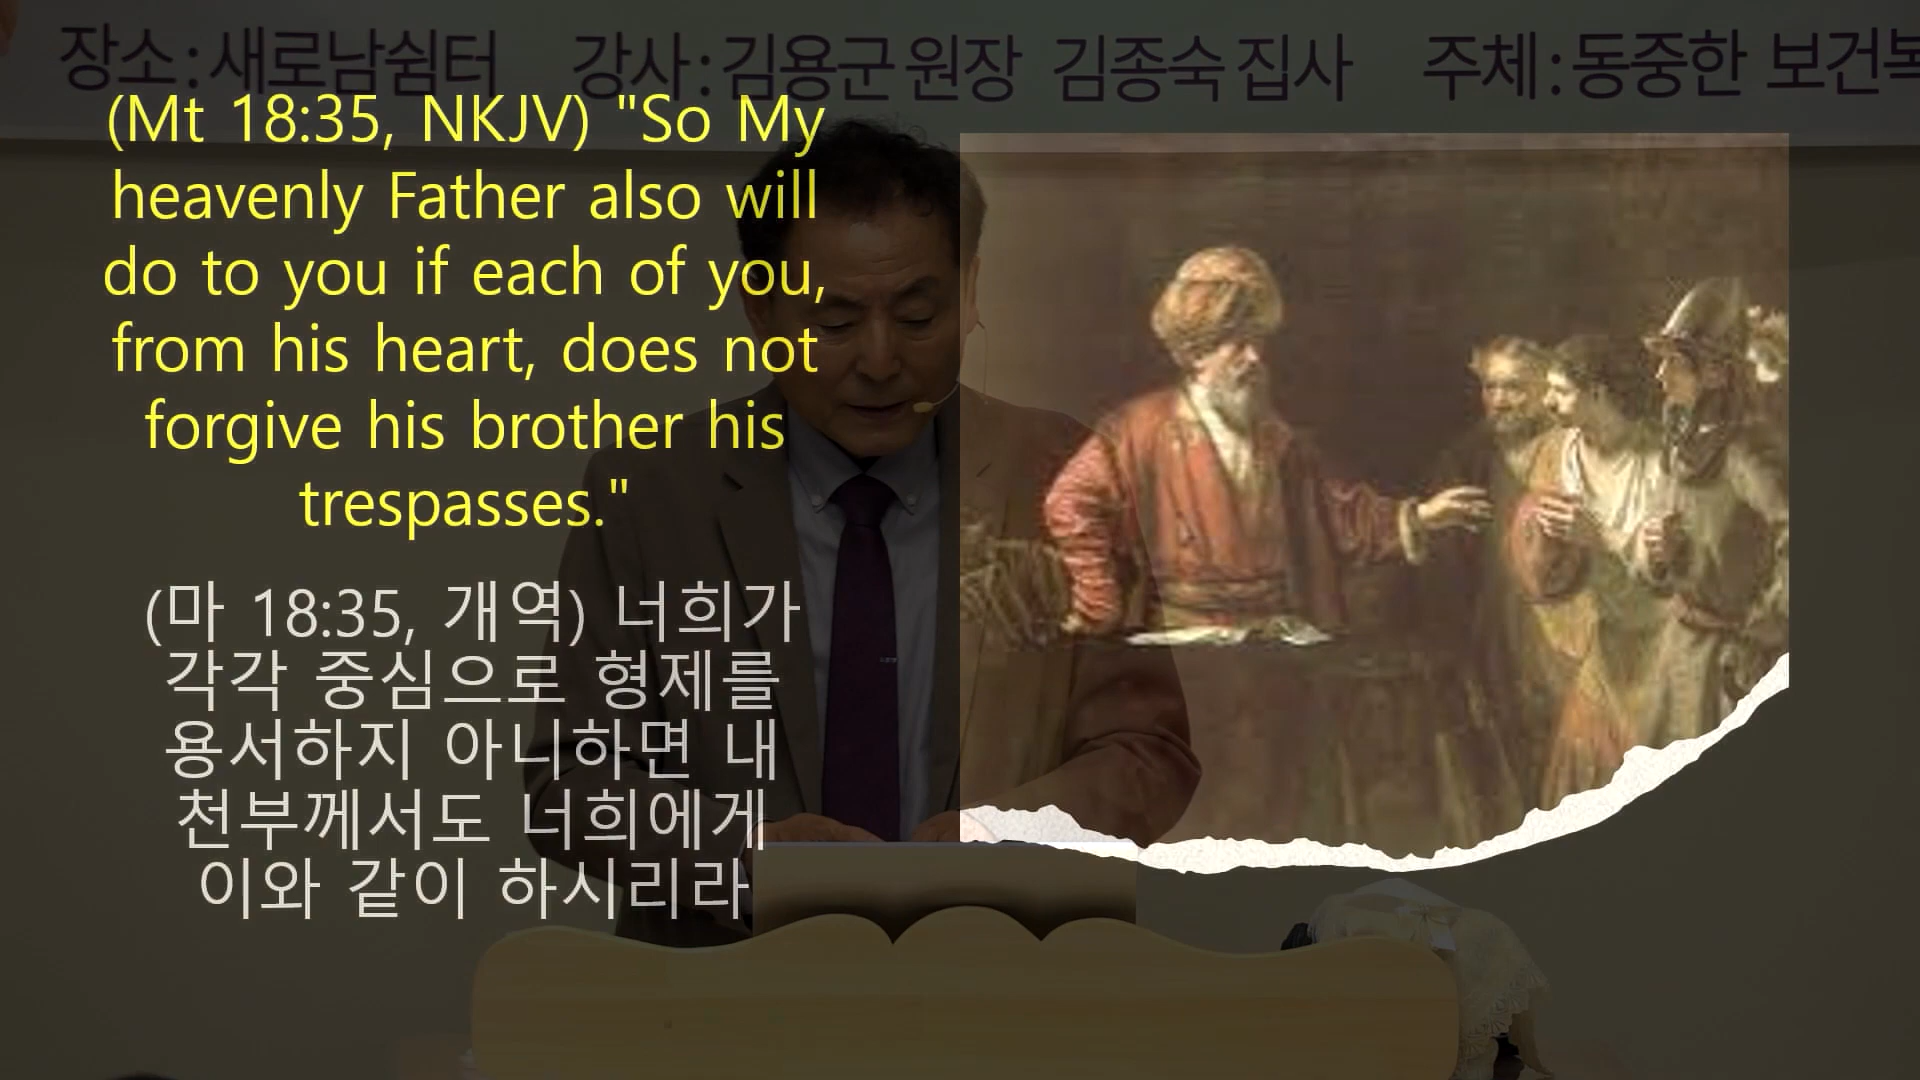 장소:새로남쉼터 강사:김용군 원장 김종숙 집사 주체:동중한 보건복
(Mt 18:35, NKJV) "So My
heavenly Father also will
do to you if each of you,
from his heart, does not
forgive his brother his
trespasses."
(마 18:35, 개역) 너희가
각각 중심으로 형제를
용서하지 아니하면 내
천부께서도 너희에게
이와 같이 하시리라